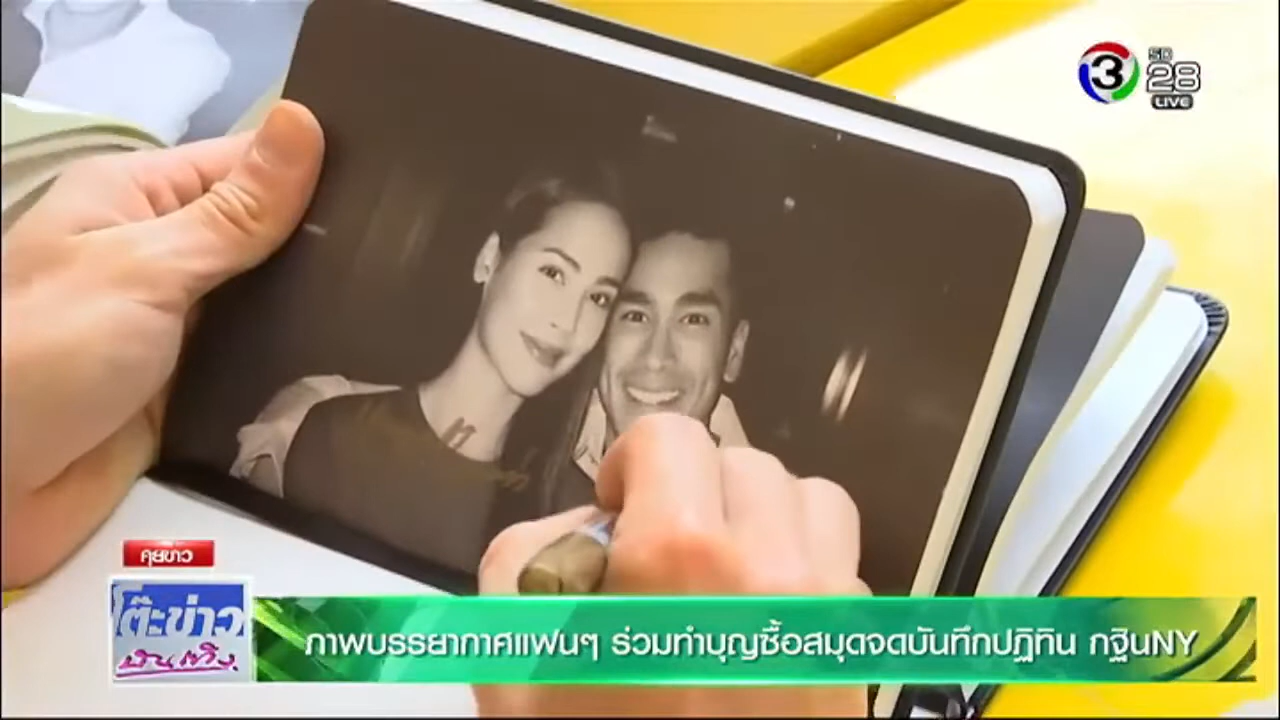 3
SD
28
LIVE
คุยข่าว
โต๊ะข่าว
บันเทิง
ภาพบรรยากาศแฟนๆ ร่วมทำบุญซื้อสมุดจดบันทึกปฏิทิน กฐินNY